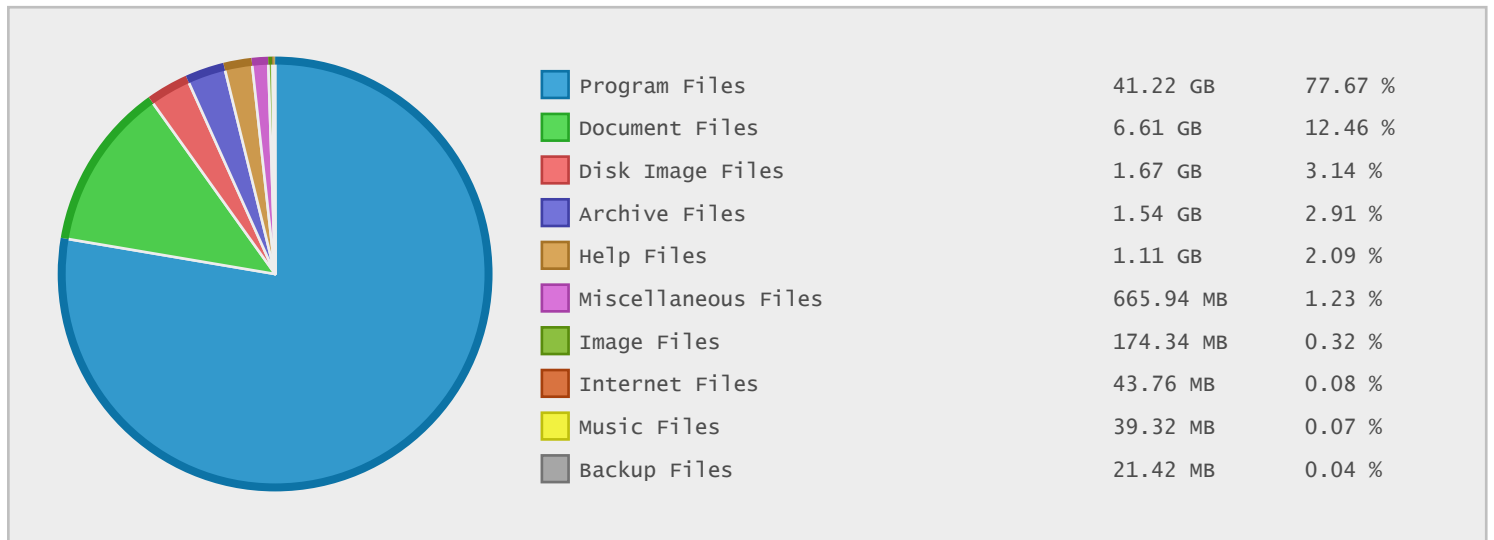 Program Files 41.22 GB 77.67 %
Document Files 6.61 GB 12.46 %
Disk Image Files 1.67 GB 3.14 %
Archive Files 1.54 GB 2.91 %
Help Files 1.11 GB 2.09 %
Miscellaneous Files 665.94 MB 1.23 %
Image Files 174.34 MB 0.32 %
Internet Files 43.76 MB 0.08 %
Music Files 39.32 MB 0.07 %
Backup Files 21.42 MB 0.04 %